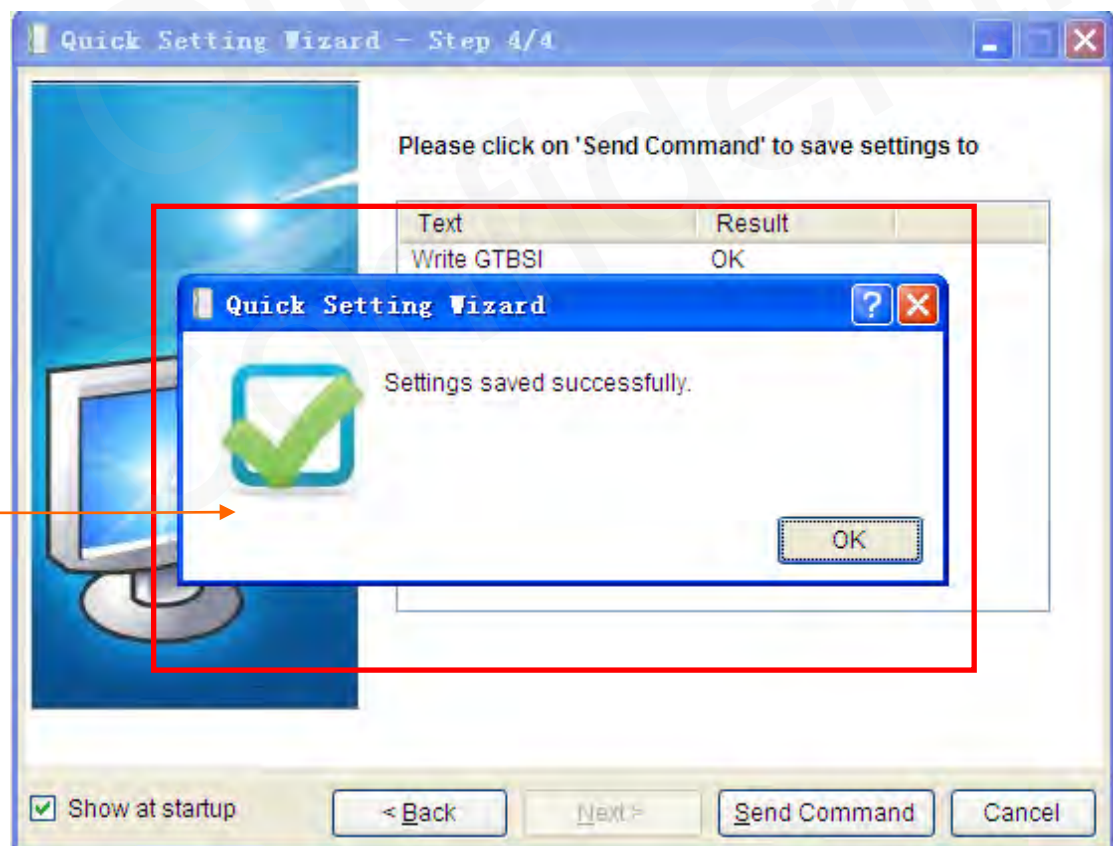 Quick Setting Wizard - Step 4/4
Please click on 'Send Command' to save settings to
Text Result
Write GTBSI OK
Quick Setting Wizard
Settings saved successfully.
OK
Show at startup
< Back Next > Send Command Cancel